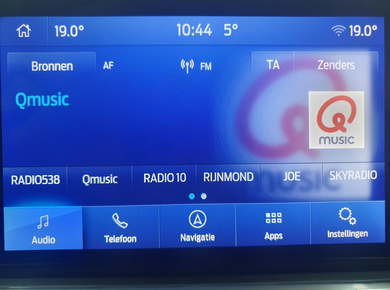 19.0° 10:44 5° 19.0°
Bronnen AF FM TA Zenders
Qmusic
Q
music
music
RADIO538 Qmusic RADIO 10 RIJNMOND JOE SKYRADIO
Audio Telefoon Navigatie Apps Instellingen